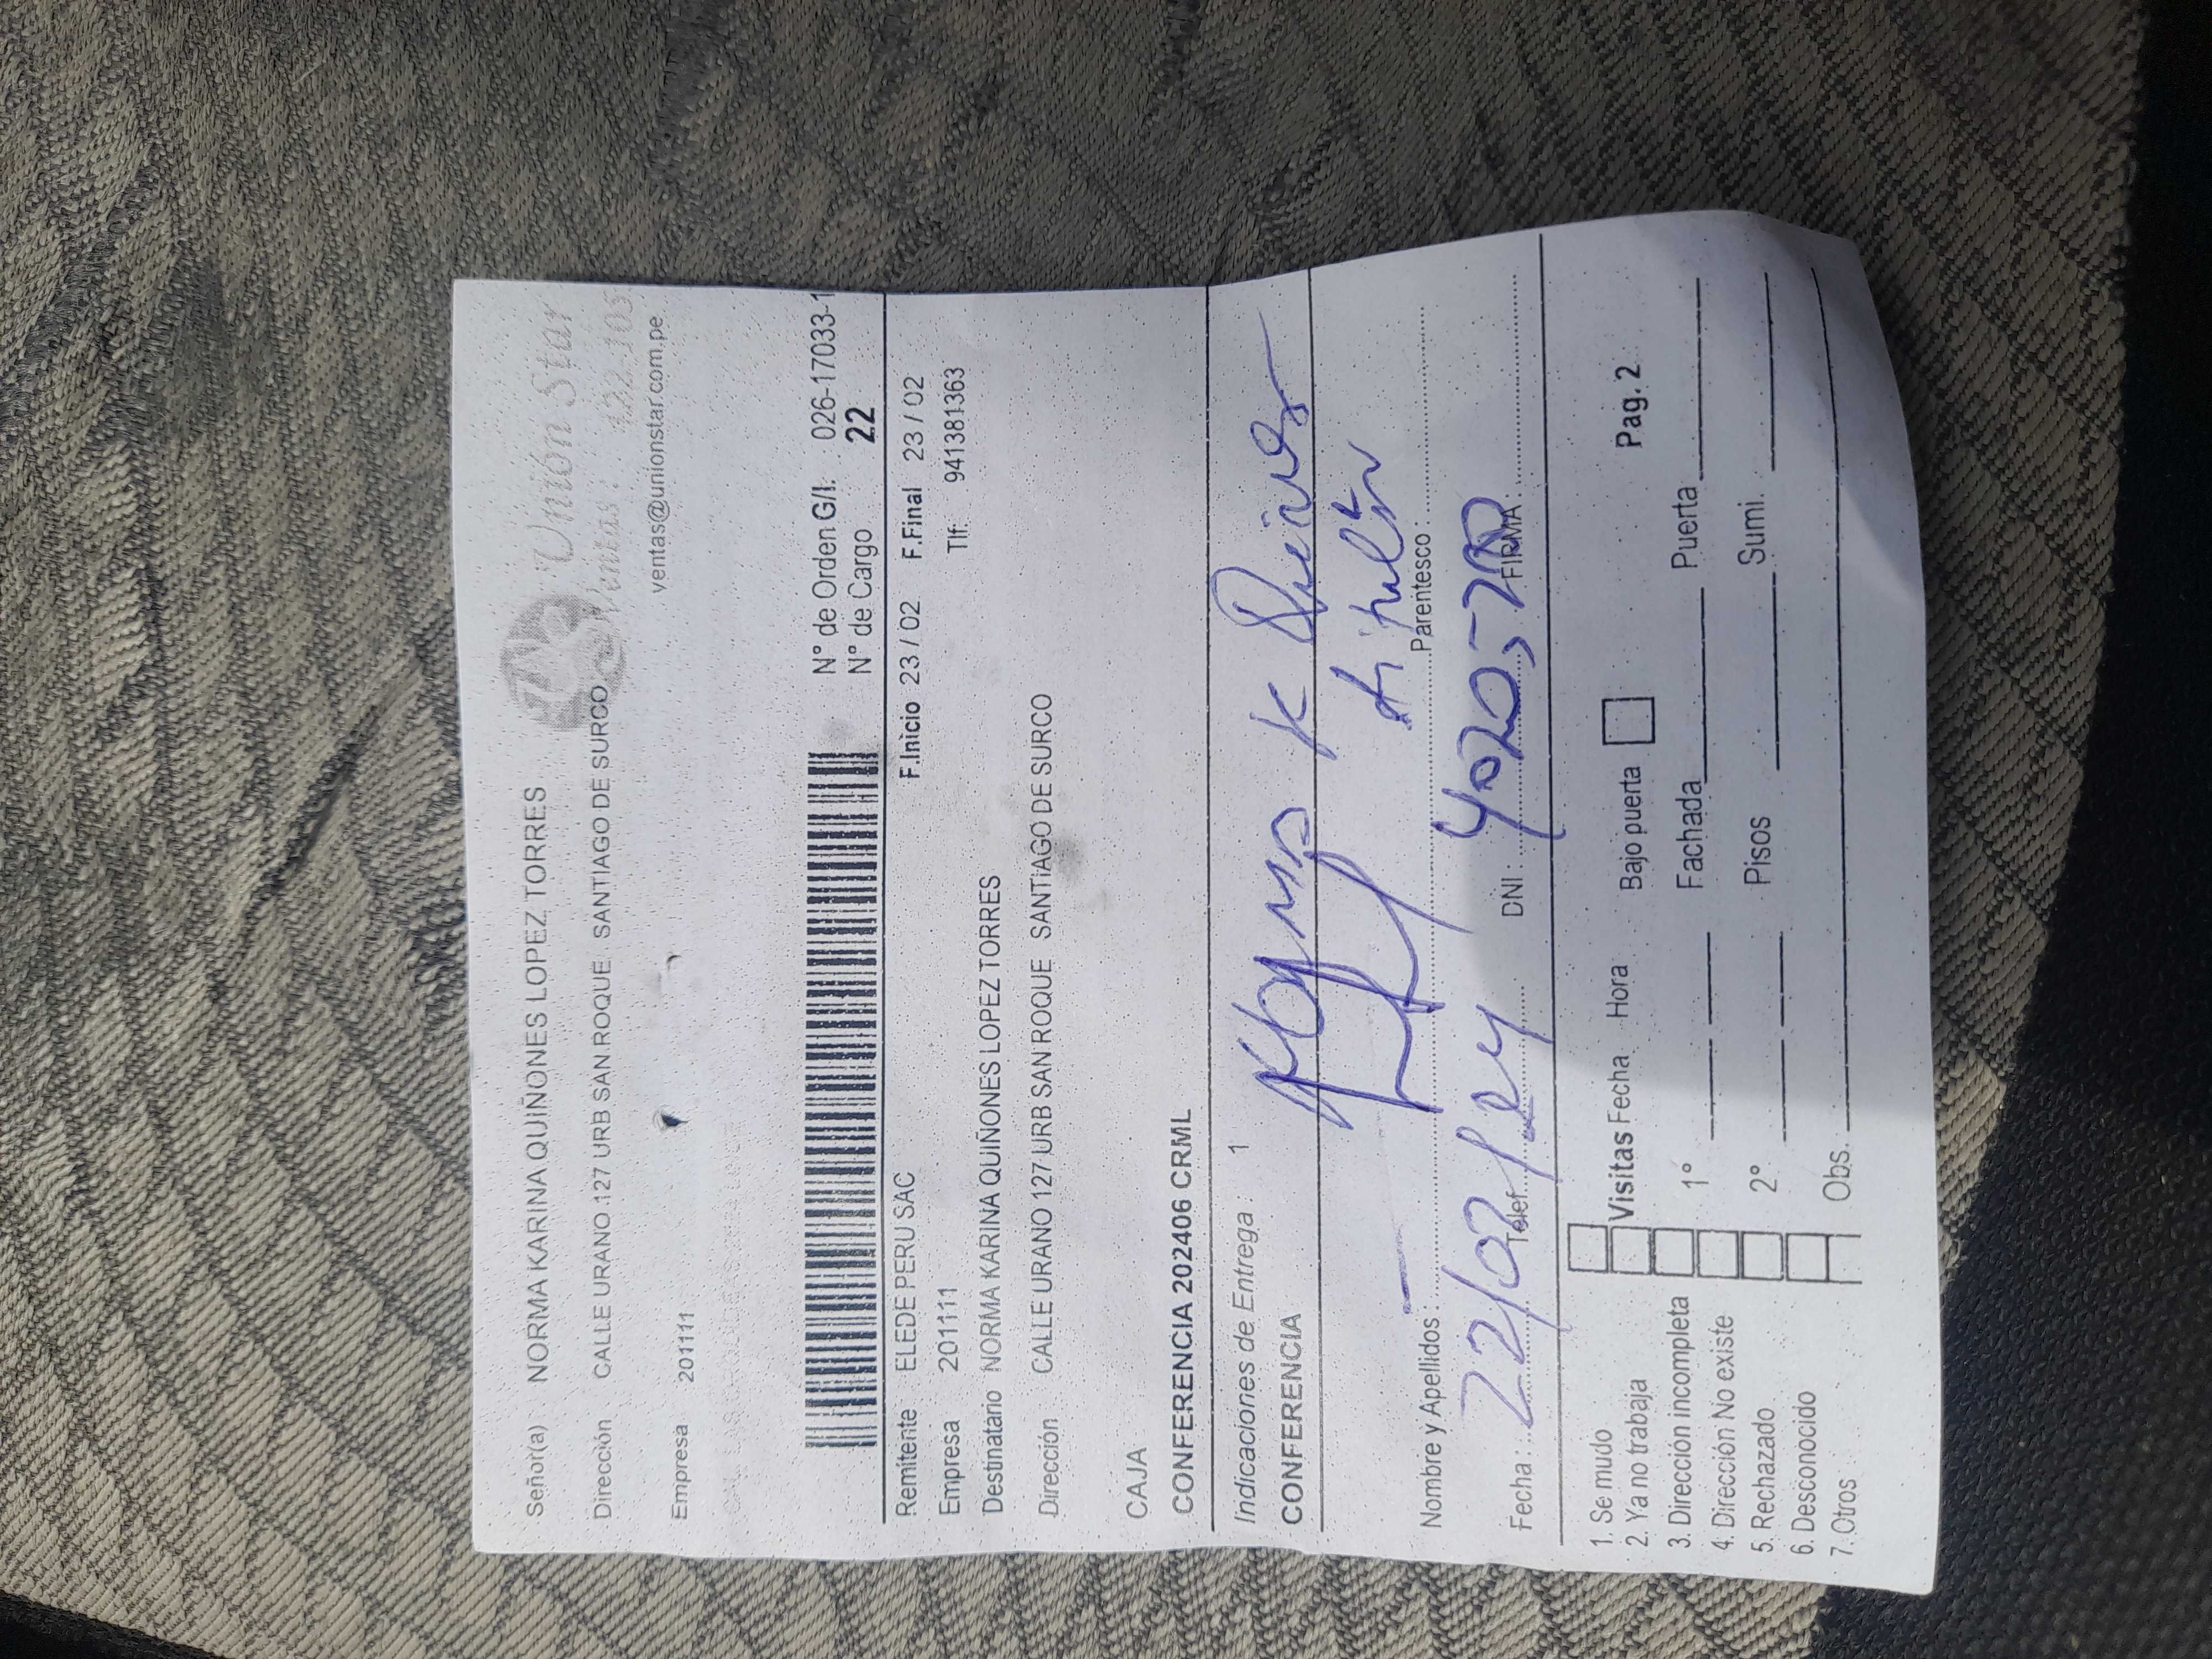 Señor(a) NORMA KARINA QUIÑONES LOPEZ TORRES
Unión Star
Dirección CALLE URANO 127 URB SAN ROQUE SANTIAGO DE SURCO
Ventas:
ventas@unionstar.com.pe
Empresa 201111
N° de Orden G/I. 026-17033-1
N° de Cargo 22
Remitente ELEDE PERU SAC F.Inicio 23 / 02 F.Final 23 / 02
Empresa 201111 Tlf: 941381363
Destinatario NORMA KARINA QUIÑONES LOPEZ TORRES
Dirección CALLE URANO 127 URB SAN ROQUE SANTIAGO DE SURCO
CAJA
CONFERENCIA 202406 CRML
Indicaciones de Entrega : 1
CONFERENCIA
K
Nombre y Apellidos: Parentesco :
Fecha : 22/02 Telef. DNI : FIRMA
1. Se mudo
2. Ya no trabaja
3. Dirección incompleta
4. Dirección No existe
5. Rechazado
6. Desconocido
7. Otros
Visitas Fecha Hora Bajo puerta Pag. 2
1° Fachada Puerta
2° Pisos Sumi.
Obs.